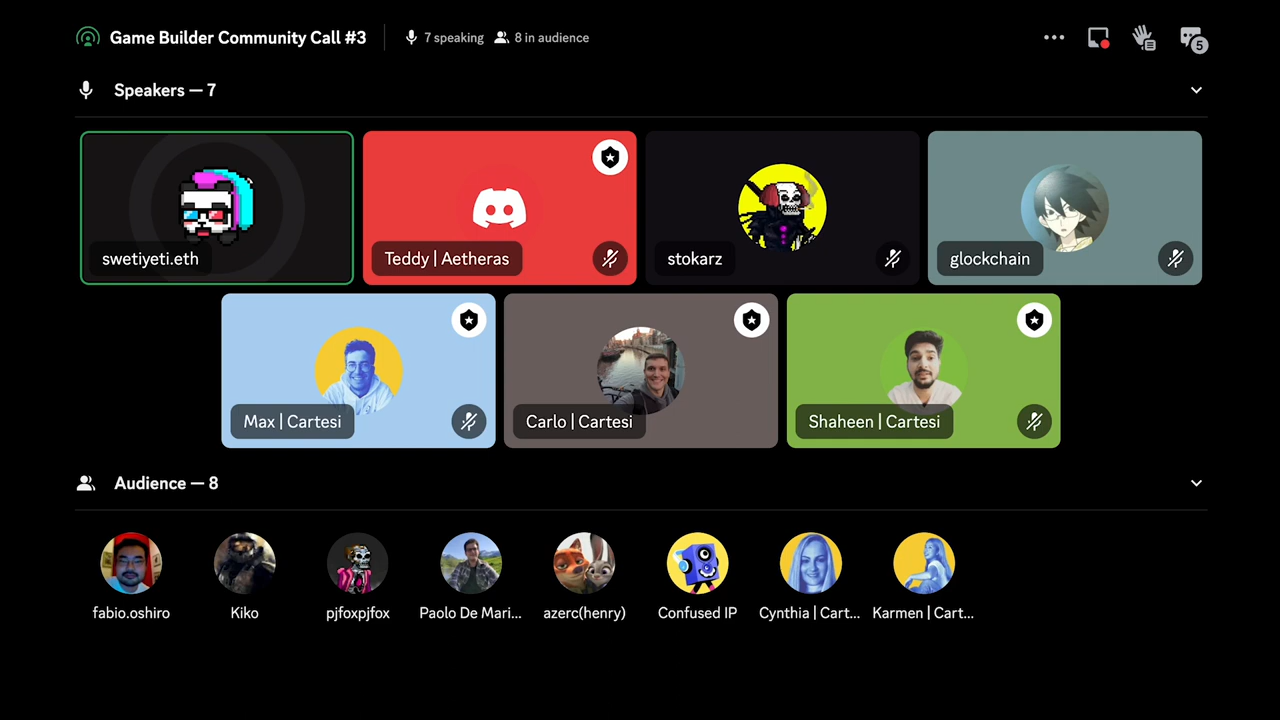 Game Builder Community Call #3
7 speaking
8 in audience
5
Speakers — 7
swetiyeti.eth
Teddy | Aetheras
stokarz
glockchain
Max | Cartesi
Carlo | Cartesi
Shaheen | Cartesi
Audience — 8
fabio.oshiro
Kiko
pjfoxpjfox
Paolo De Mari...
azerc(henry)
Confused IP
Cynthia | Cart...
Karmen | Cart...